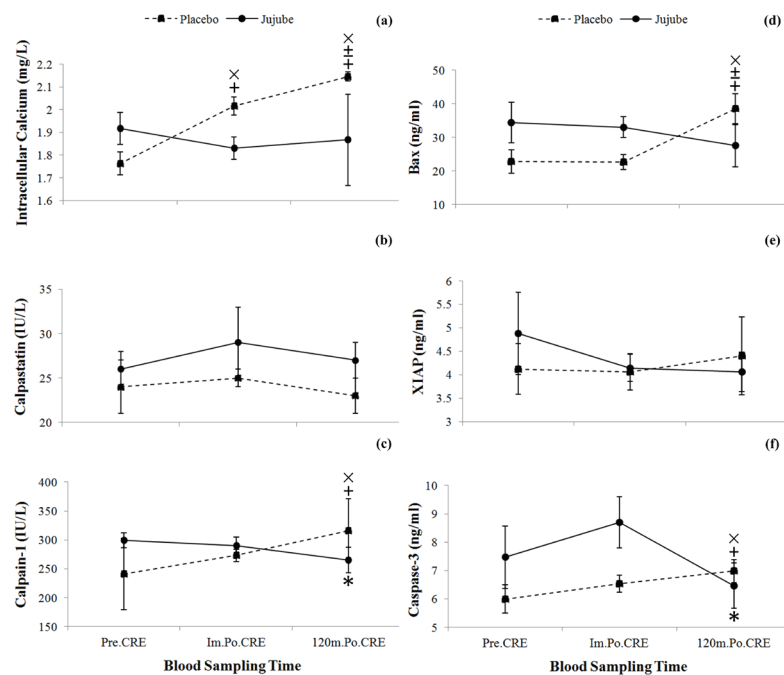 Placebo Jujube (a)
Intracellular Calcium (mg/L)
2.2
2.1
2
1.9
1.8
1.7
1.6
× + × ++
(b)
Calpastatin (IU/L)
35
30
25
20
(c)
Calpain-1 (IU/L)
400
350
300
250
200
150
× + *
Pre.CRE Im.Po.CRE 120m.Po.CRE
Blood Sampling Time
Placebo Jujube (d)
Bax (ng/ml)
50
40
30
20
10
× ++
(e)
XIAP (ng/ml)
6
5.5
5
4.5
4
3.5
3
(f)
Caspase-3 (ng/ml)
10
9
8
7
6
5
× + *
Pre.CRE Im.Po.CRE 120m.Po.CRE
Blood Sampling Time